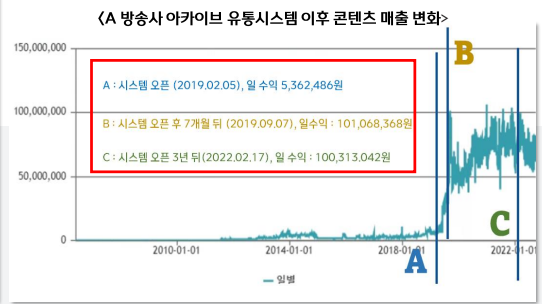 <A 방송사 아카이브 유통시스템 이후 콘텐츠 매출 변화>
150,000,000
A : 시스템 오픈 (2019.02.05), 일 수익 5,362,486원
B : 시스템 오픈 후 7개월 뒤 (2019.09.07), 일수익 : 101,068,368원
C : 시스템 오픈 3년 뒤(2022.02.17), 일 수익 : 100,313.042원
100,000,000
50,000,000
0
B
C
A
2010-01-01 2014-01-01 2018-01-01 2022-01-01
일별